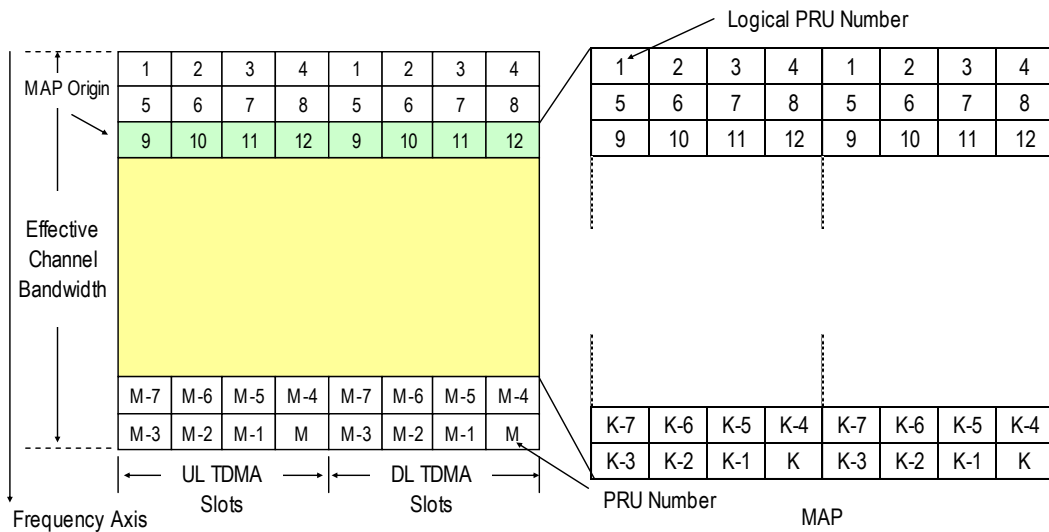 Logical PRU Number
MAP Origin
1 2 3 4 1 2 3 4
5 6 7 8 5 6 7 8
9 10 11 12 9 10 11 12
Effective
Channel
Bandwidth
M-7 M-6 M-5 M-4 M-7 M-6 M-5 M-4
M-3 M-2 M-1 M M-3 M-2 M-1 M
UL TDMA
Slots
DL TDMA
Slots
PRU Number
Frequency Axis
1 2 3 4 1 2 3 4
5 6 7 8 5 6 7 8
9 10 11 12 9 10 11 12
K-7 K-6 K-5 K-4 K-7 K-6 K-5 K-4
K-3 K-2 K-1 K K-3 K-2 K-1 K
MAP